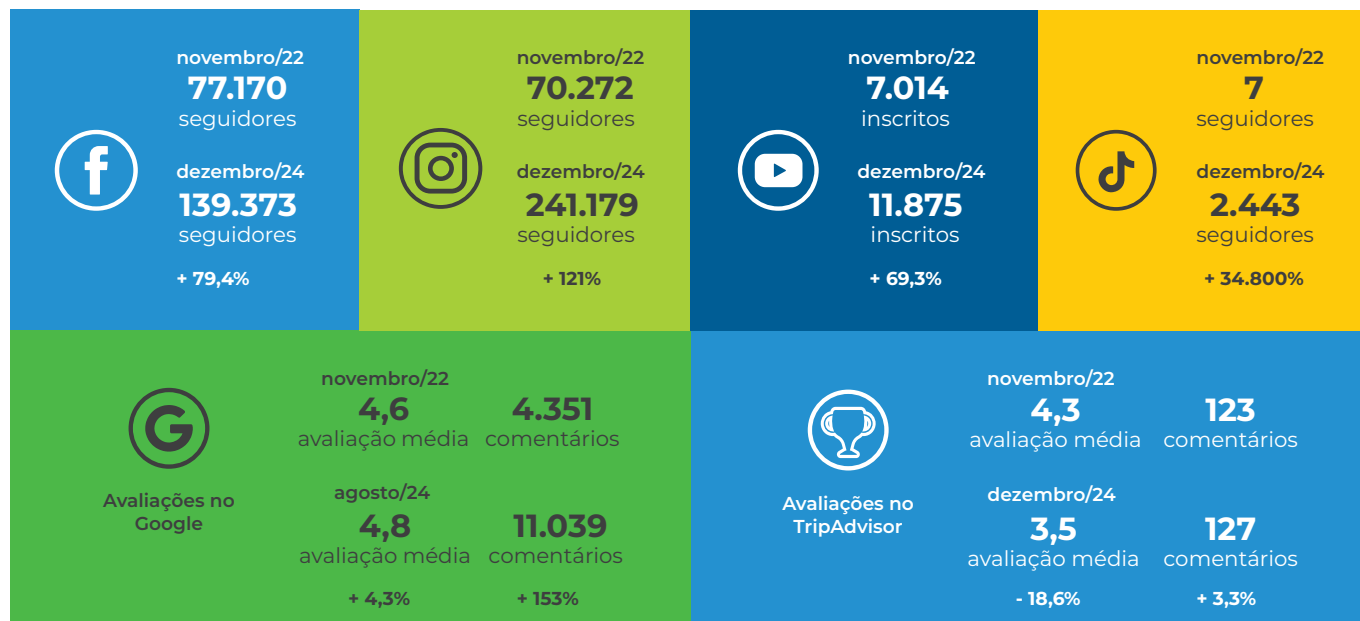 novembro/22
77.170
seguidores
dezembro/24
139.373
seguidores
+ 79,4%
novembro/22
70.272
seguidores
dezembro/24
241.179
seguidores
+ 121%
novembro/22
7.014
inscritos
dezembro/24
11.875
inscritos
+ 69,3%
novembro/22
7
seguidores
dezembro/24
2.443
seguidores
+ 34.800%
Avaliações no
Google
novembro/22
4,6 4.351
avaliação média comentários
agosto/24
4,8 11.039
avaliação média comentários
+ 4,3% + 153%
Avaliações no
TripAdvisor
novembro/22
4,3 123
avaliação média comentários
dezembro/24
3,5 127
avaliação média comentários
- 18,6% + 3,3%